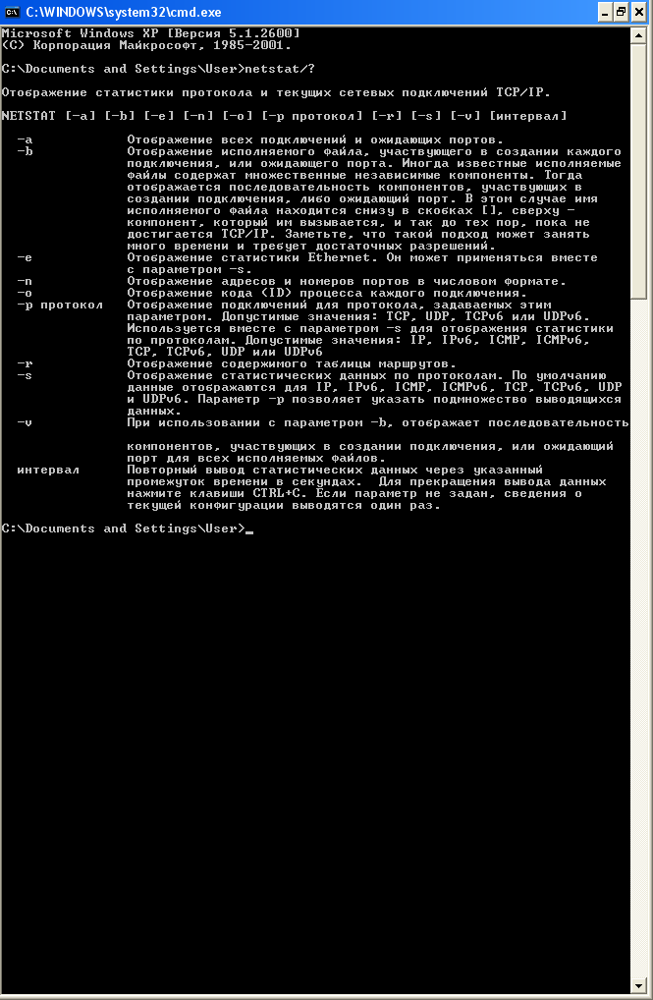 C:\WINDOWS\system32\cmd.exe
Microsoft Windows XP [Версия 5.1.2600]
(С) Корпорация Майкрософт, 1985-2001.
C:\Documents and Settings\User>netstat/?
Отображение статистики протокола и текущих сетевых подключений TCP/IP.
NETSTAT [-a] [-b] [-e] [-n] [-o] [-p протокол] [-r] [-s] [-v] [интервал]
-a Отображение всех подключений и ожидающих портов.
-b Отображение исполняемого файла, участвующего в создании каждого
подключения, или ожидающего порта. Иногда известные исполняемые
файлы содержат множественные независимые компоненты. Тогда
отображается последовательность компонентов, участвующих в
создании подключения, либо ожидающий порт. В этом случае имя
исполняемого файла находится снизу в скобках [], сверху -
компонент, который им вызывается, и так до тех пор, пока не
достигается TCP/IP. Заметьте, что такой подход может занять
много времени и требует достаточных разрешений.
-e Отображение статистики Ethernet. Он может применяться вместе
с параметром -s.
-n Отображение адресов и номеров портов в числовом формате.
-o Отображение кода (ID) процесса каждого подключения.
-p протокол Отображение подключений для протокола, задаваемых этим
параметром. Допустимые значения: TCP, UDP, TCPv6 или UDPv6.
Используется вместе с параметром -s для отображения статистики
по протоколам. Допустимые значения: IP, IPv6, ICMP, ICMPv6,
TCP, TCPv6, UDP или UDPv6
-r Отображение содержимого таблицы маршрутов.
-s Отображение статистических данных по протоколам. По умолчанию
данные отображаются для IP, IPv6, ICMP, ICMPv6, TCP, TCPv6, UDP
и UDPv6. Параметр -p позволяет указать подмножество выводящихся
данных.
-v При использовании с параметром -b, отображает последовательность
компонентов, участвующих в создании подключения, или ожидающий
порт для всех исполняемых файлов.
интервал Повторный вывод статистических данных через указанный
промежуток времени в секундах. Для прекращения вывода данных
нажмите клавиши CTRL+C. Если параметр не задан, сведения о
текущей конфигурации выводятся один раз.
C:\Documents and Settings\User>_